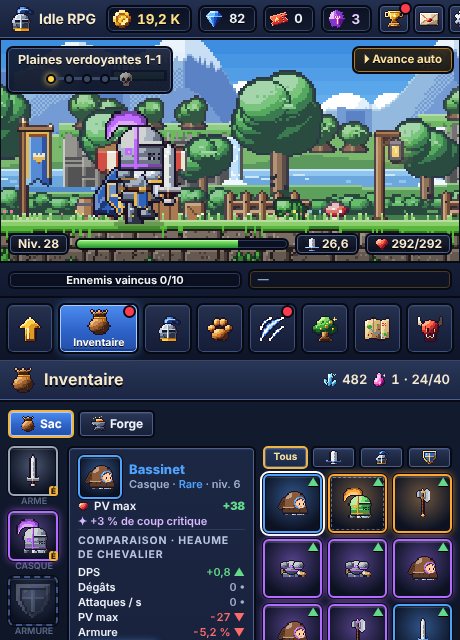 Idle RPG
19,2 K
82
0
3
Plaines verdoyantes 1-1
Avance auto
Niv. 28
26,6
292/292
Ennemis vaincus 0/10
—
Inventaire
Inventaire
482
1 · 24/40
Sac
Forge
ARME
E
CASQUE
E
ARMURE
Bassinet
Casque · Rare · niv. 6
PV max +38
+3 % de coup critique
COMPARAISON · HEAUME
DE CHEVALIER
DPS +0,8 ▲
Dégâts 0 •
Attaques / s 0 •
PV max -27 ▼
Armure -5,2 % ▼
Tous